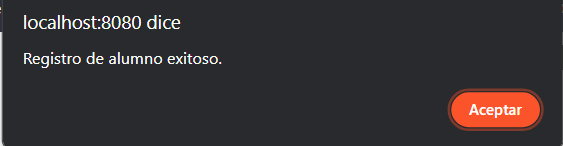 localhost:8080 dice
Registro de alumno exitoso.
Aceptar